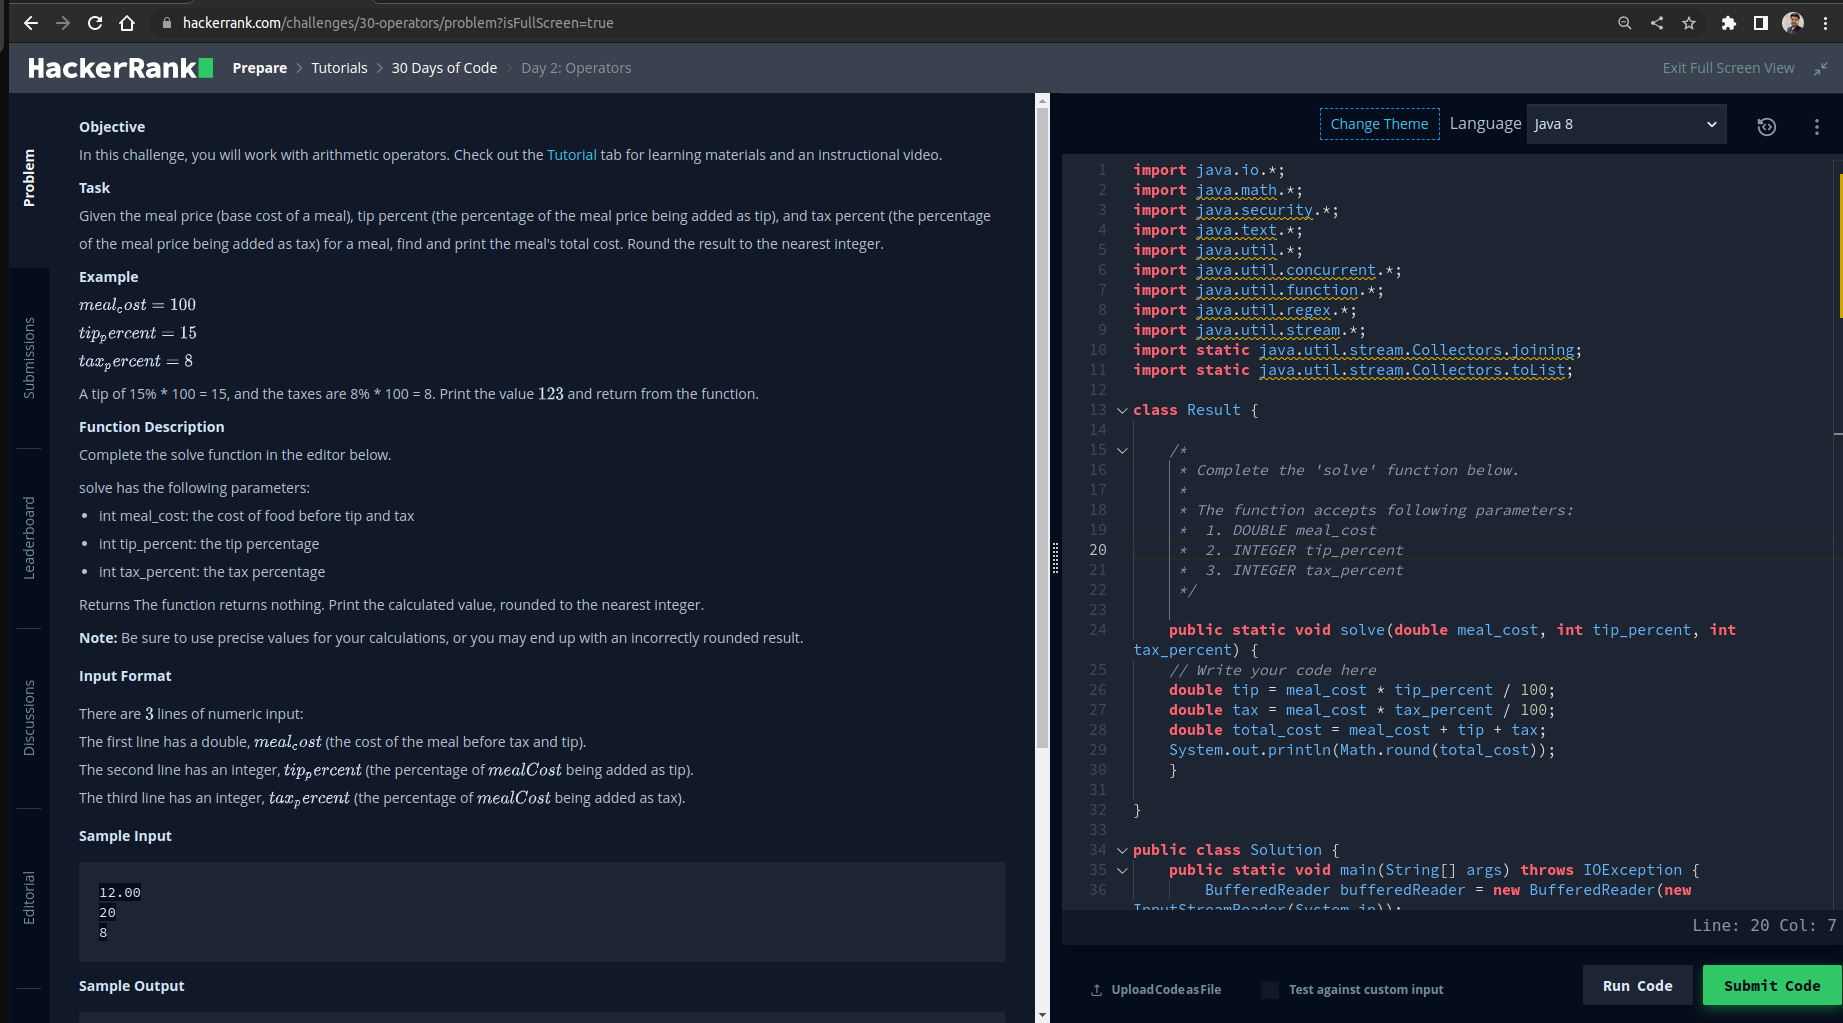 hackerrank.com/challenges/30-operators/problem?isFullScreen=true
HackerRank Prepare > Tutorials > 30 Days of Code > Day 2: Operators
Exit Full Screen View
Problem
Submissions
Leaderboard
Discussions
Editorial
Objective
In this challenge, you will work with arithmetic operators. Check out the Tutorial tab for learning materials and an instructional video.
Task
Given the meal price (base cost of a meal), tip percent (the percentage of the meal price being added as tip), and tax percent (the percentage
of the meal price being added as tax) for a meal, find and print the meal's total cost. Round the result to the nearest integer.
Example
meal_cost = 100
tip_percent = 15
tax_percent = 8
A tip of 15% * 100 = 15, and the taxes are 8% * 100 = 8. Print the value 123 and return from the function.
Function Description
Complete the solve function in the editor below.
solve has the following parameters:
• int meal_cost: the cost of food before tip and tax
• int tip_percent: the tip percentage
• int tax_percent: the tax percentage
Returns The function returns nothing. Print the calculated value, rounded to the nearest integer.
Note: Be sure to use precise values for your calculations, or you may end up with an incorrectly rounded result.
Input Format
There are 3 lines of numeric input:
The first line has a double, meal_cost (the cost of the meal before tax and tip).
The second line has an integer, tip_percent (the percentage of mealCost being added as tip).
The third line has an integer, tax_percent (the percentage of mealCost being added as tax).
Sample Input
12.00
20
8
Sample Output
Change Theme Language Java 8
1 import java.io.*;
2 import java.math.*;
3 import java.security.*;
4 import java.text.*;
5 import java.util.*;
6 import java.util.concurrent.*;
7 import java.util.function.*;
8 import java.util.regex.*;
9 import java.util.stream.*;
10 import static java.util.stream.Collectors.joining;
11 import static java.util.stream.Collectors.toList;
12
13 class Result {
14
15 /*
16 * Complete the 'solve' function below.
17 *
18 * The function accepts following parameters:
19 * 1. DOUBLE meal_cost
20 * 2. INTEGER tip_percent
21 * 3. INTEGER tax_percent
22 */
23
24 public static void solve(double meal_cost, int tip_percent, int
tax_percent) {
25 // Write your code here
26 double tip = meal_cost * tip_percent / 100;
27 double tax = meal_cost * tax_percent / 100;
28 double total_cost = meal_cost + tip + tax;
29 System.out.println(Math.round(total_cost));
30 }
31
32 }
33
34 public class Solution {
35 public static void main(String[] args) throws IOException {
36 BufferedReader bufferedReader = new BufferedReader(new
InputStreamReader(System.in));
Line: 20 Col: 7
Upload Code as File
Test against custom input
Run Code
Submit Code